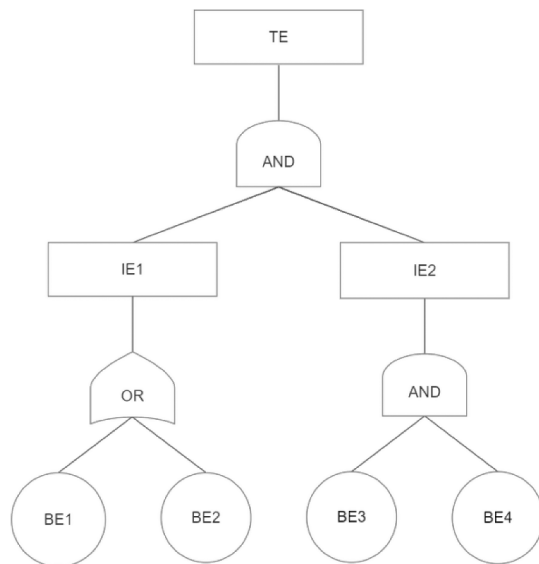 TE
AND
IE1
IE2
OR
AND
BE1
BE2
BE3
BE4